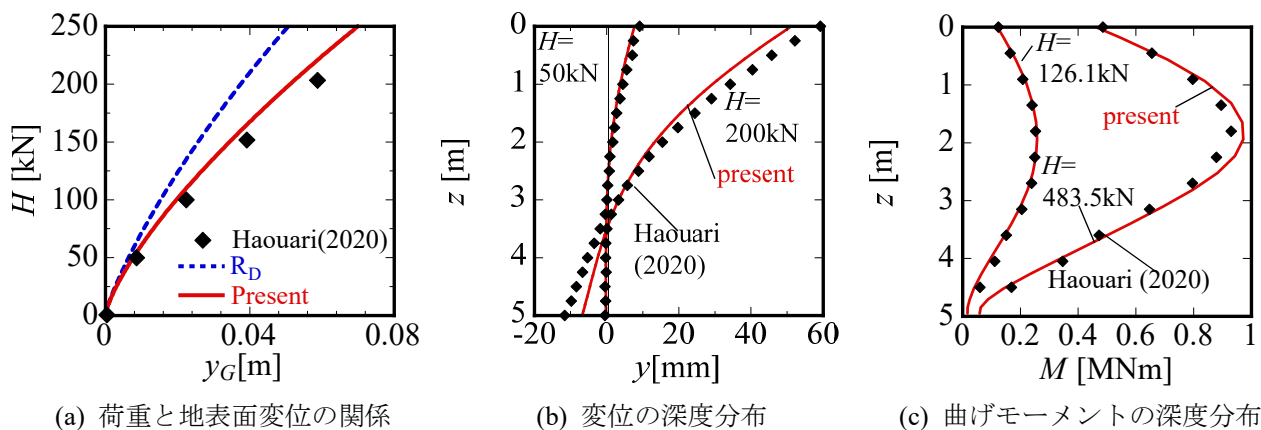 250
200
150
100
50
0
H [kN]
Haouari(2020)
R_D
Present
0
0.04
0.08
y_G[m]
(a) 荷重と地表面変位の関係
0
1
2
3
4
5
z [m]
H=
50kN
H=
200kN
present
Haouari
(2020)
-20
0
20
40
60
y[mm]
(b) 変位の深度分布
0
1
2
3
4
5
z [m]
H=
126.1kN
present
H=
483.5kN
Haouari (2020)
0
0.2
0.4
0.6
0.8
1
M [MNm]
(c) 曲げモーメントの深度分布